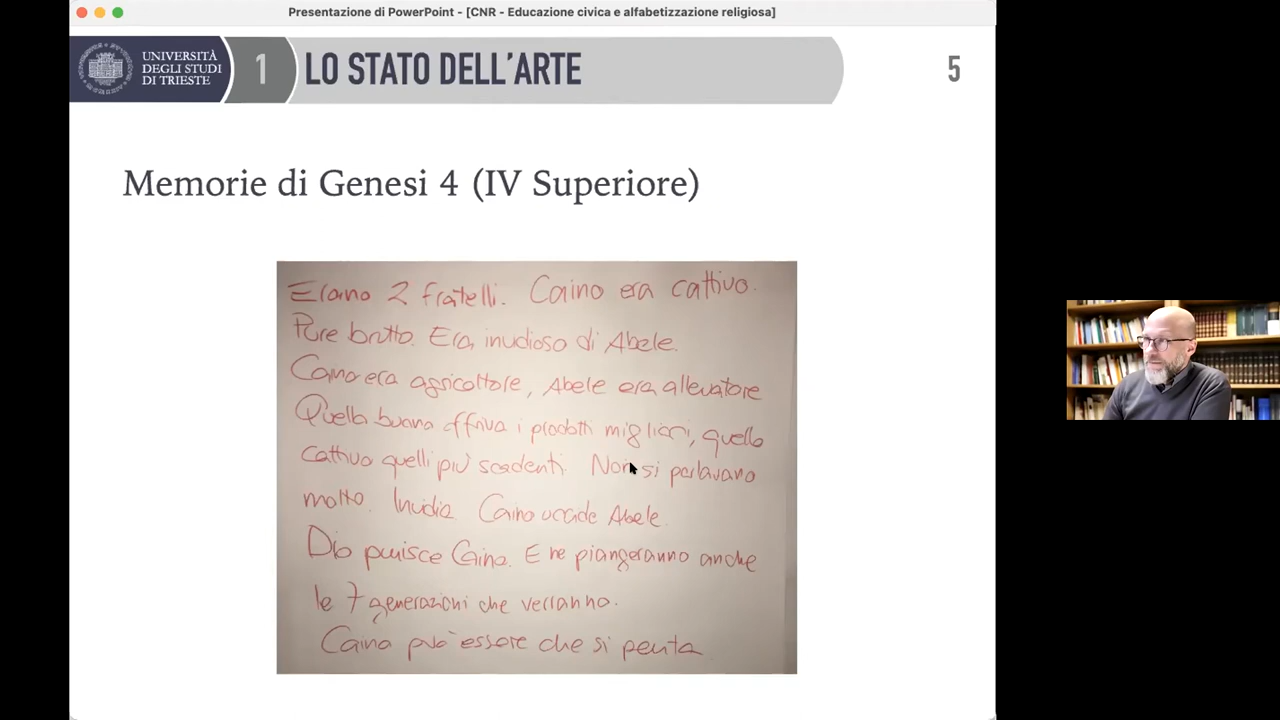 Presentazione di PowerPoint - [CNR - Educazione civica e alfabetizzazione religiosa]
UNIVERSITÀ
DEGLI STUDI
DI TRIESTE
1
LO STATO DELL'ARTE
5
Memorie di Genesi 4 (IV Superiore)
Erano 2 fratelli. Caino era cattivo.
Pure brutto. Era invidioso di Abele.
Caino era agricoltore, Abele era allevatore
Quello buono offriva i prodotti migliori, quello
cattivo quelli più scadenti. Non si parlavano
molto. Invidia. Caino uccide Abele.
Dio punisce Caino. E ne piangeranno anche
le 7 generazioni che verranno.
Caino può essere che si penta